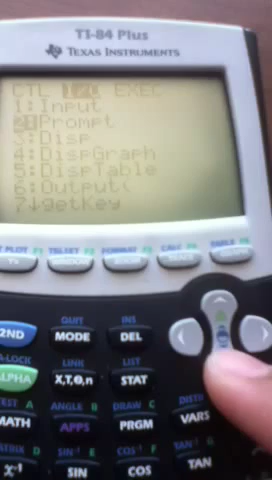 TI-84 Plus
TEXAS INSTRUMENTS
CTL I/O EXEC
1:Input
2:Prompt
3:Disp
4:DispGraph
5:DispTable
6:Output(
7↓getKey
STAT PLOT F1 TBLSET F2 FORMAT F3 CALC F4 TABLE F5
QUIT INS
2ND MODE DEL
A-LOCK LINK LIST
ALPHA X,T,θ,n STAT
TEST A ANGLE B DRAW C DISTR
MATH APPS PRGM VARS
MATRIX D SIN⁻¹ E COS⁻¹ F TAN⁻¹ G
x⁻¹ SIN COS TAN